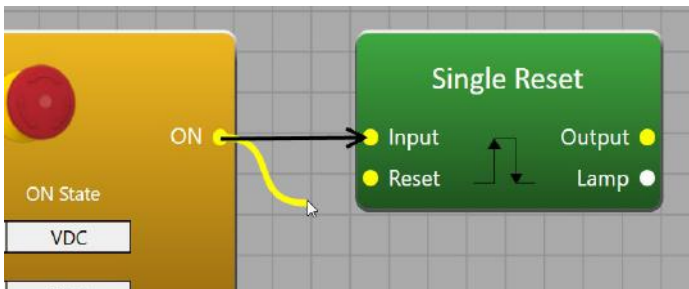 Single Reset
ON
Input
Output
Reset
Lamp
ON State
VDC